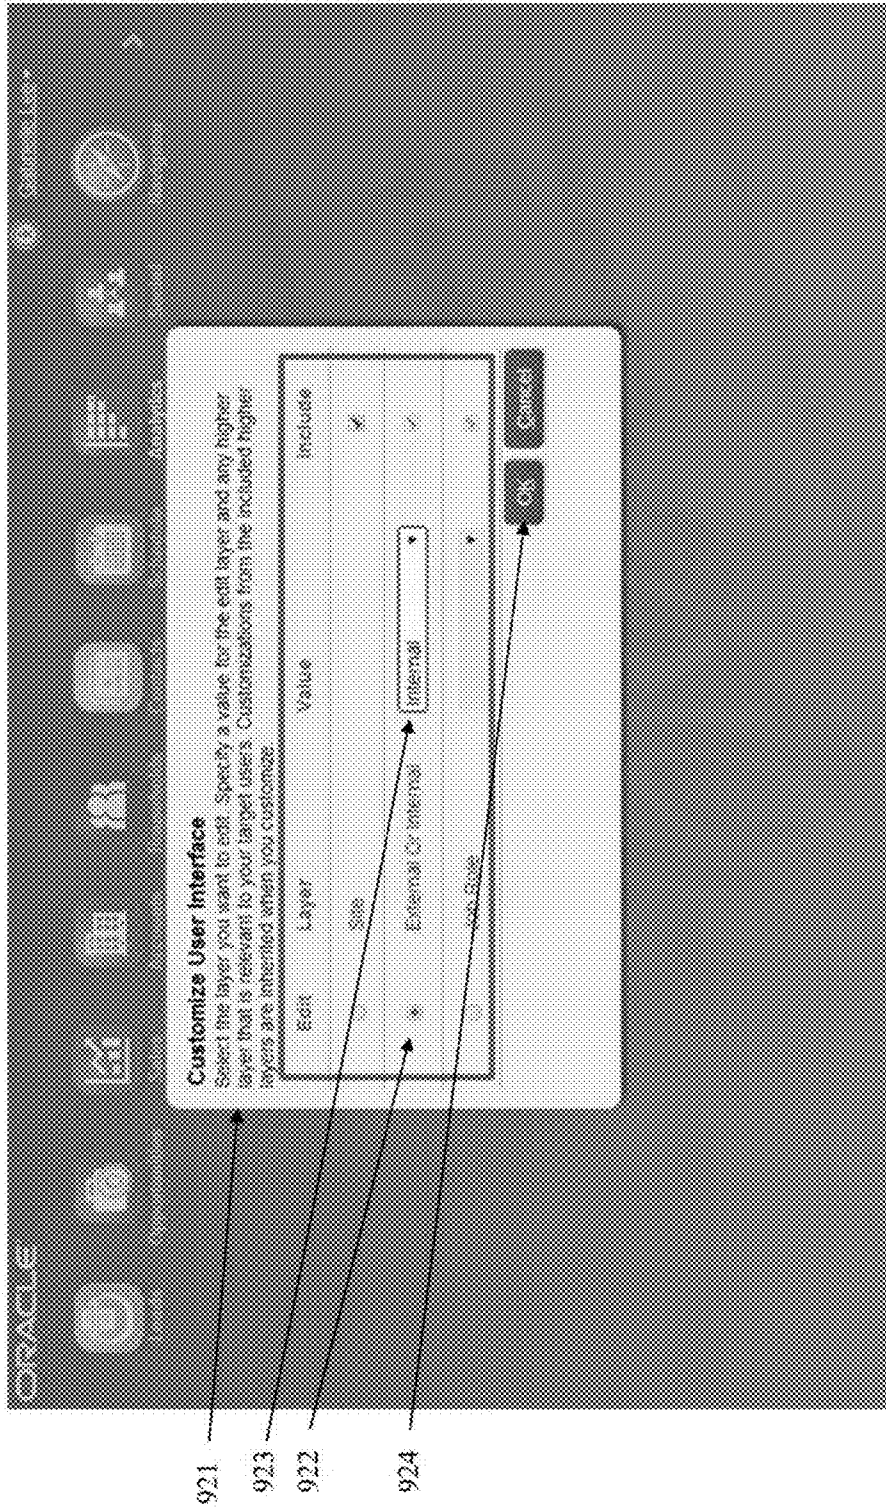 ORACLE
Customize User Interface
Select the layer you want to edit. Specify a value for the edit layer and any higher
layer that is relevant to your target users. Customizations from the included higher
layers are inherited when you customize
Edit Layer Value Include
Site
External Or Internal Internal
Role
OK Cancel
921
923
922
924